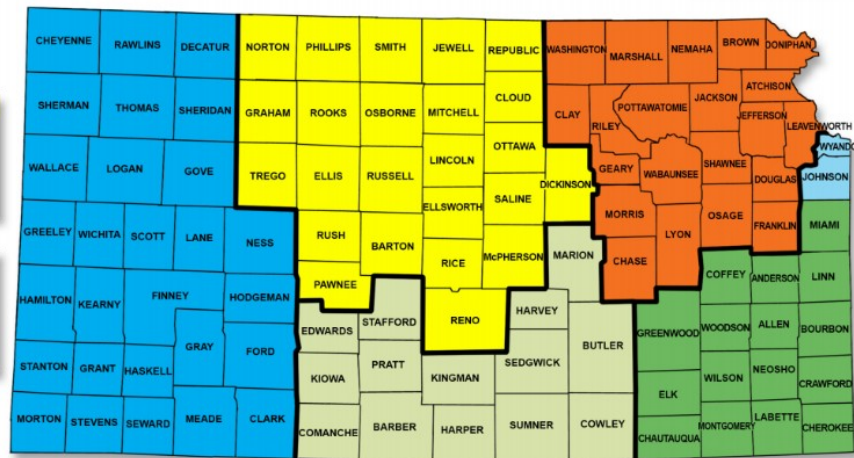 CHEYENNE
RAWLINS
DECATUR
NORTON
PHILLIPS
SMITH
JEWELL
REPUBLIC
WASHINGTON
MARSHALL
NEMAHA
BROWN
DONIPHAN
SHERMAN
THOMAS
SHERIDAN
GRAHAM
ROOKS
OSBORNE
MITCHELL
CLOUD
CLAY
RILEY
POTTAWATOMIE
JACKSON
ATCHISON
JEFFERSON
LEAVENWORTH
WYANDO
WALLACE
LOGAN
GOVE
TREGO
ELLIS
RUSSELL
LINCOLN
OTTAWA
DICKINSON
GEARY
WABAUNSEE
SHAWNEE
DOUGLAS
JOHNSON
GREELEY
WICHITA
SCOTT
LANE
NESS
RUSH
BARTON
ELLSWORTH
SALINE
MORRIS
LYON
OSAGE
FRANKLIN
MIAMI
HAMILTON
KEARNY
FINNEY
HODGEMAN
PAWNEE
RICE
McPHERSON
MARION
CHASE
COFFEY
ANDERSON
LINN
STANTON
GRANT
HASKELL
GRAY
FORD
EDWARDS
STAFFORD
RENO
HARVEY
BUTLER
GREENWOOD
WOODSON
ALLEN
BOURBON
KIOWA
PRATT
KINGMAN
SEDGWICK
ELK
WILSON
NEOSHO
CRAWFORD
MORTON
STEVENS
SEWARD
MEADE
CLARK
COMANCHE
BARBER
HARPER
SUMNER
COWLEY
CHAUTAUQUA
MONTGOMERY
LABETTE
CHEROKEE